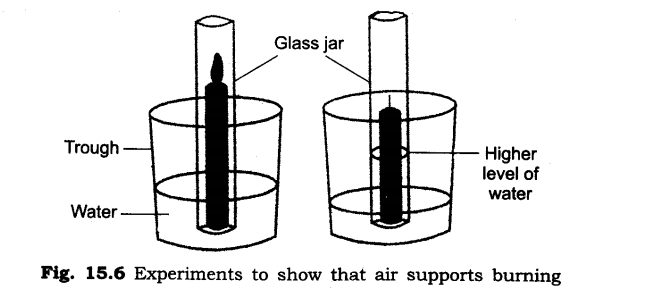 Glass jar
Trough
Water
Higher
level of
water
Fig. 15.6 Experiments to show that air supports burning